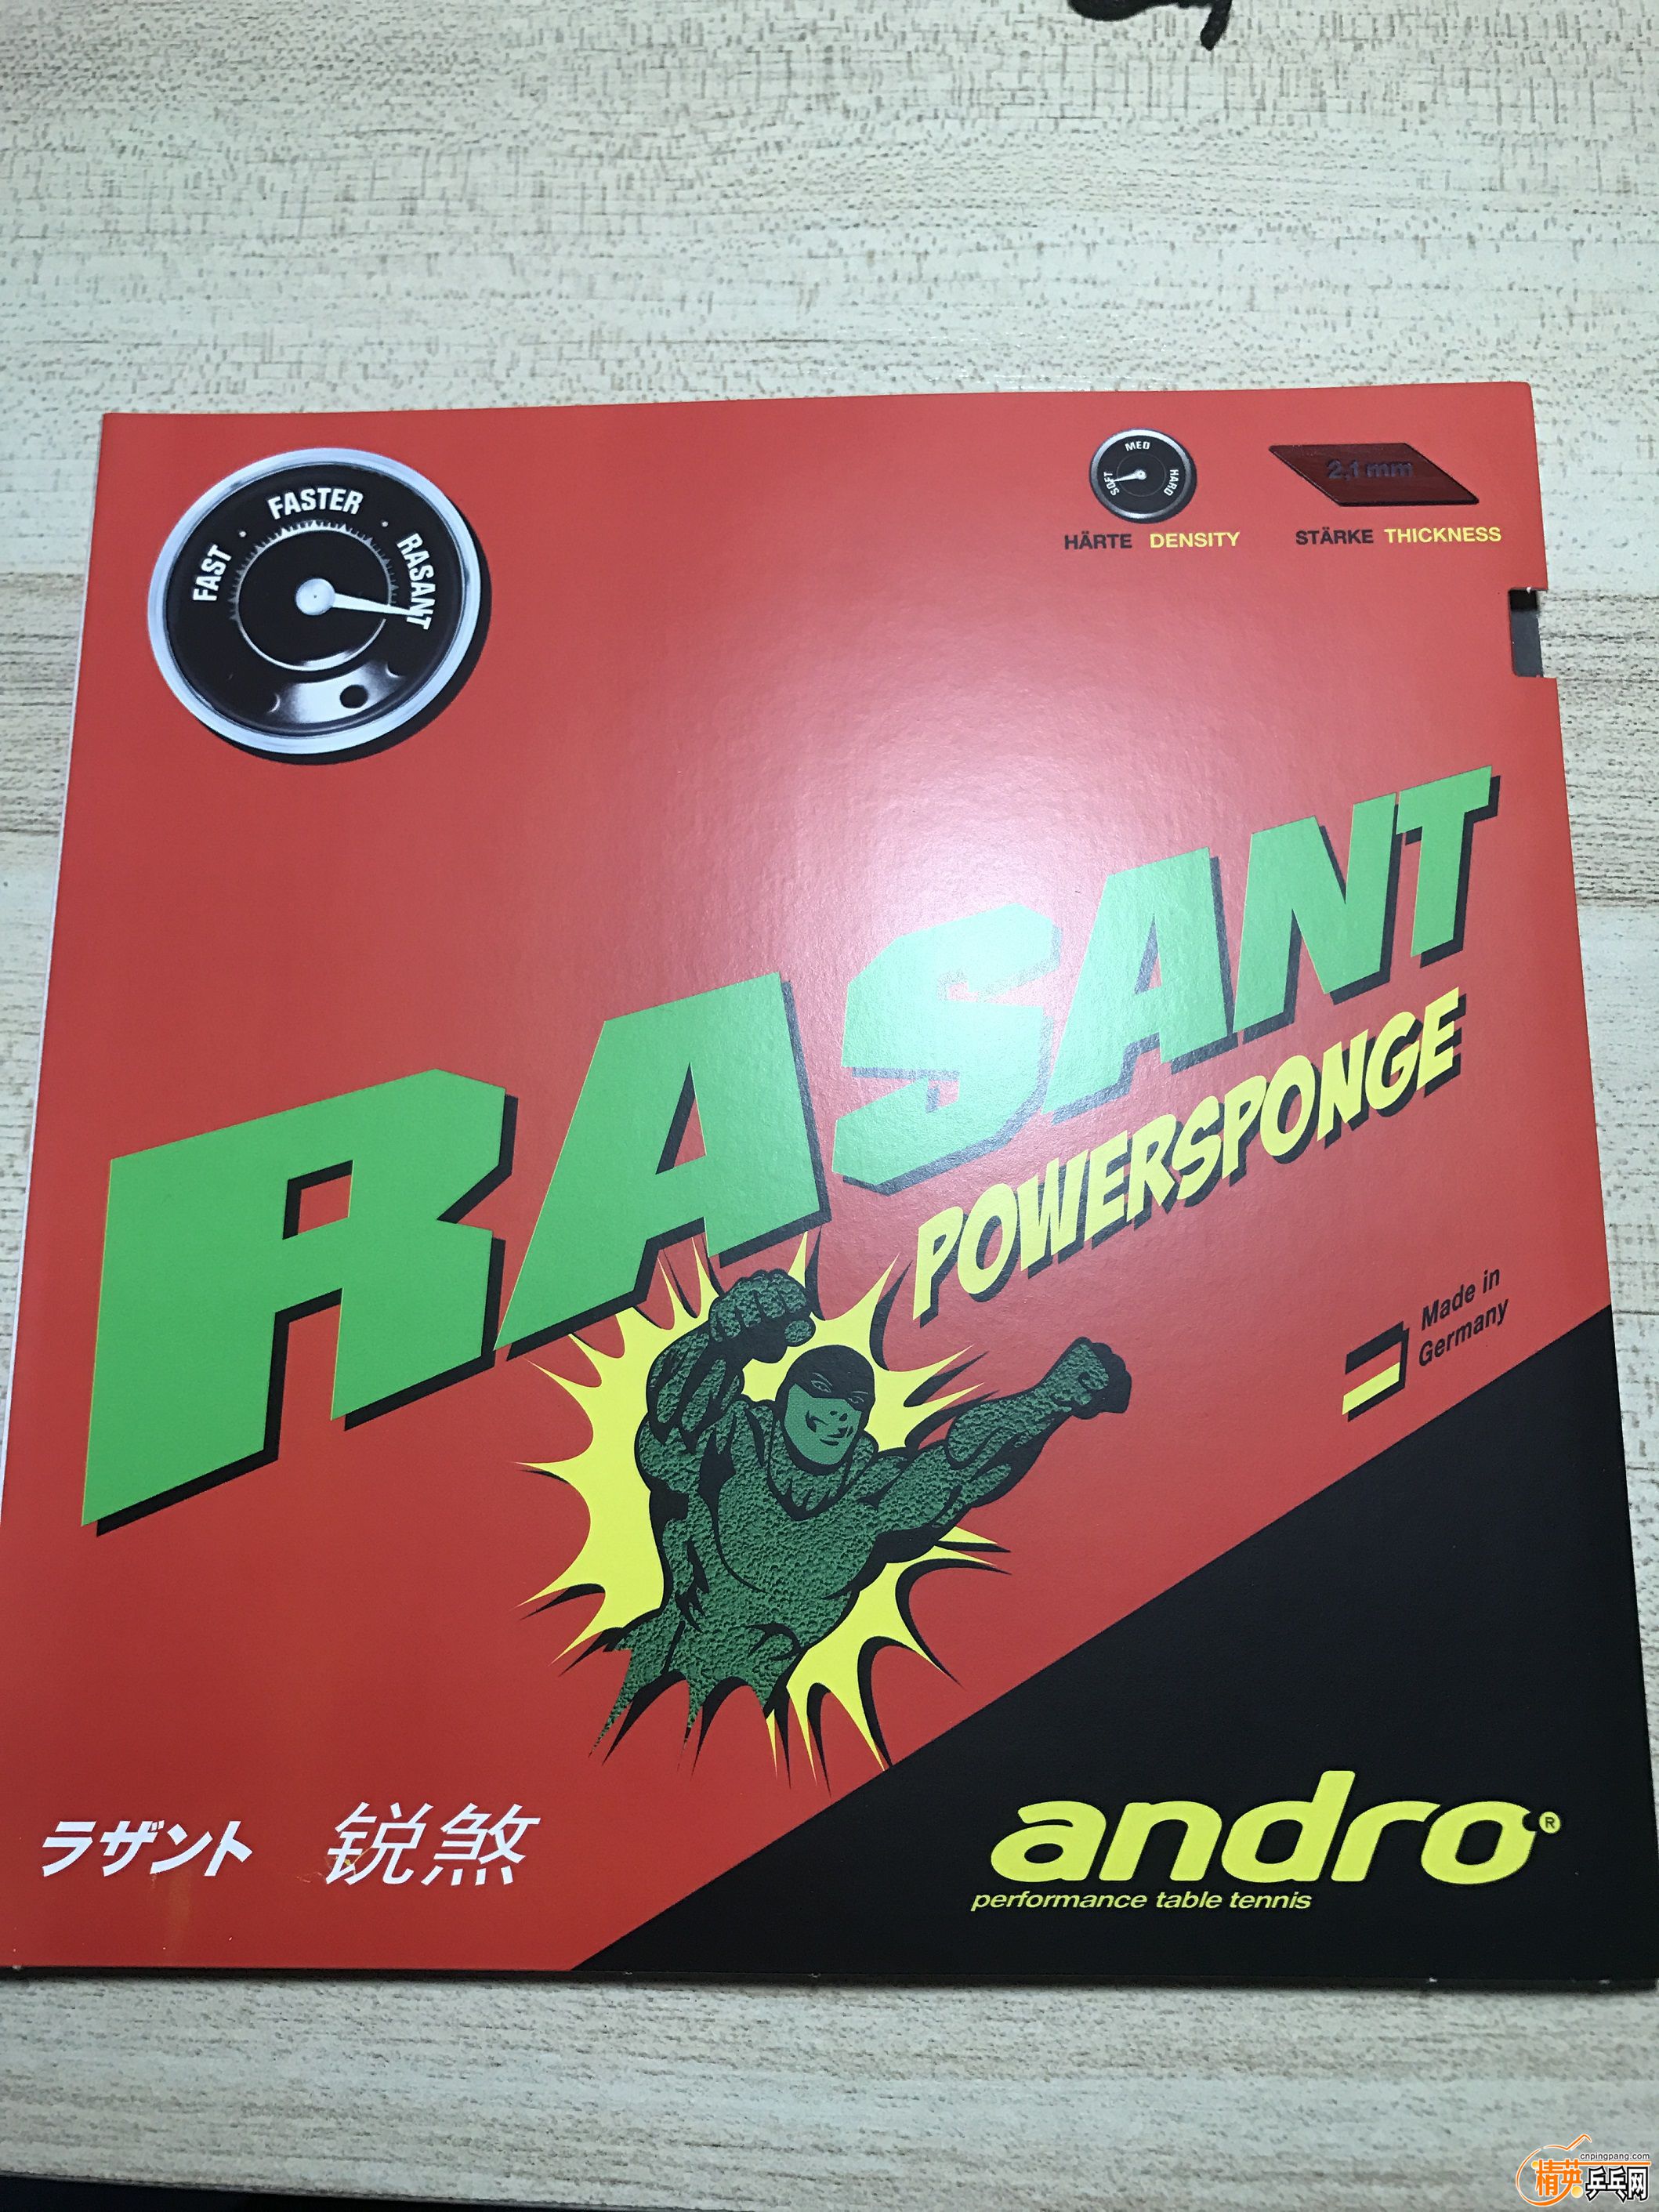 FAST · FASTER · RASANT
SOFT MED HARD
HÄRTE DENSITY
2,1 mm
STÄRKE THICKNESS
RASANT
POWERSPONGE
Made in
Germany
ラザント 锐煞
andro®
performance table tennis
cnpingpang.com
精英乒乓网